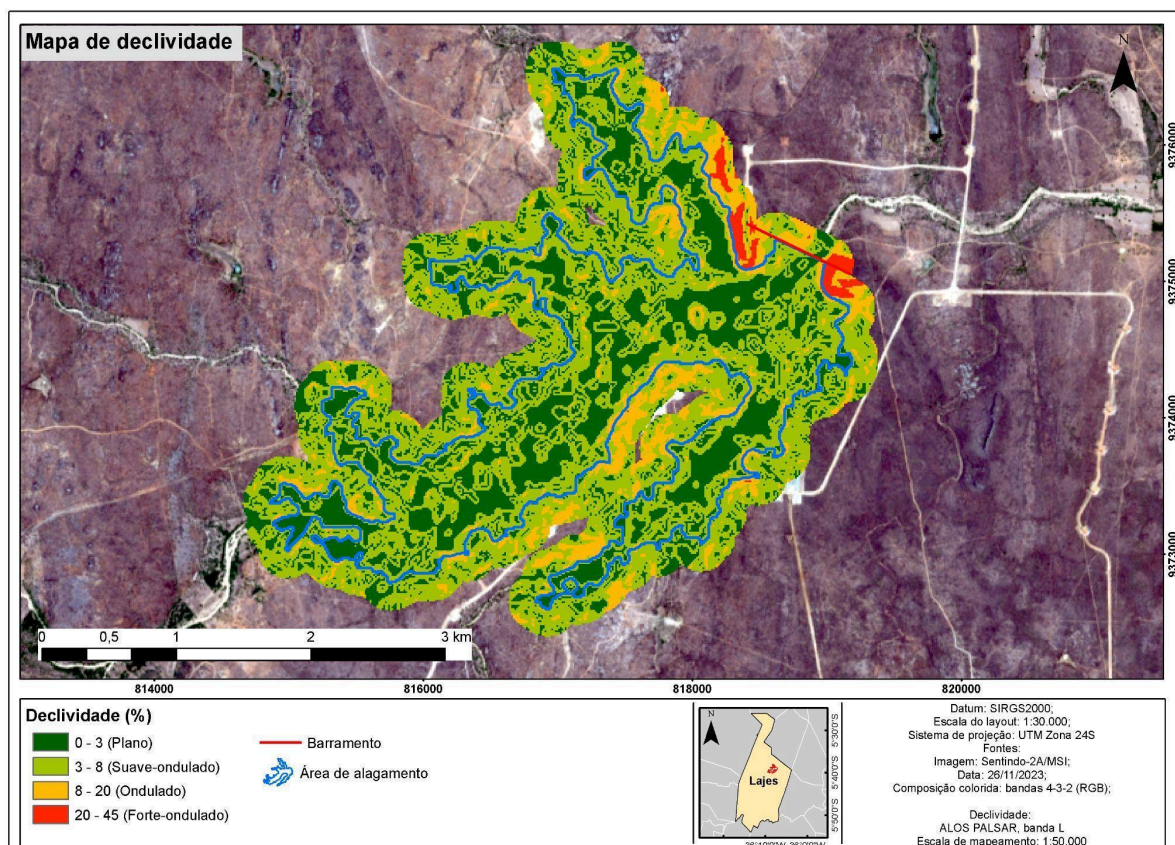 Mapa de declividade
N
9376000
9375000
9374000
9373000
0 0,5 1 2 3 km
814000 816000 818000 820000
Declividade (%)
0 - 3 (Plano)
3 - 8 (Suave-ondulado)
8 - 20 (Ondulado)
20 - 45 (Forte-ondulado)
Barramento
Área de alagamento
N
Lajes
5°30'0"S
5°40'0"S
5°50'0"S
Datum: SIRGS2000;
Escala do layout: 1:30.000;
Sistema de projeção: UTM Zona 24S
Fontes:
Imagem: Sentindo-2A/MSI;
Data: 26/11/2023;
Composição colorida: bandas 4-3-2 (RGB);
Declividade:
ALOS PALSAR, banda L
Escala de mapeamento: 1:50.000